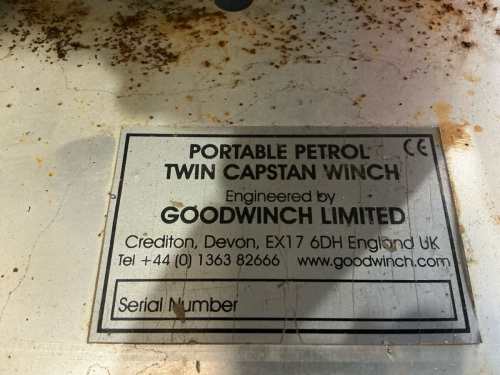 PORTABLE PETROL CE
TWIN CAPSTAN WINCH
Engineered by
GOODWINCH LIMITED
Crediton, Devon, EX17 6DH England UK
Tel +44 (0) 1363 82666 www.goodwinch.com
Serial Number